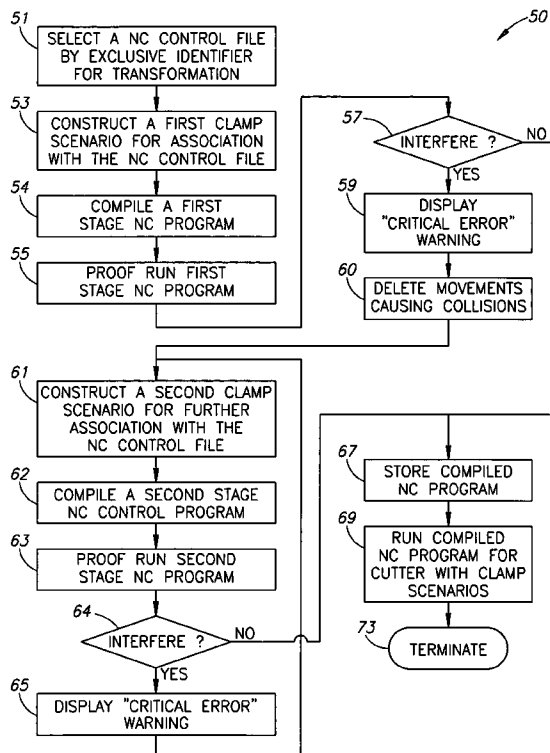 50
51
SELECT A NC CONTROL FILE
BY EXCLUSIVE IDENTIFIER
FOR TRANSFORMATION
53
CONSTRUCT A FIRST CLAMP
SCENARIO FOR ASSOCIATION
WITH THE NC CONTROL FILE
54
COMPILE A FIRST
STAGE NC PROGRAM
55
PROOF RUN FIRST
STAGE NC PROGRAM
57
INTERFERE ?
NO
YES
59
DISPLAY
"CRITICAL ERROR"
WARNING
60
DELETE MOVEMENTS
CAUSING COLLISIONS
61
CONSTRUCT A SECOND CLAMP
SCENARIO FOR FURTHER
ASSOCIATION WITH THE
NC CONTROL FILE
62
COMPILE A SECOND STAGE
NC CONTROL PROGRAM
63
PROOF RUN SECOND
STAGE NC PROGRAM
64
INTERFERE ?
NO
YES
65
DISPLAY "CRITICAL ERROR"
WARNING
67
STORE COMPILED
NC PROGRAM
69
RUN COMPILED
NC PROGRAM FOR
CUTTER WITH CLAMP
SCENARIOS
73
TERMINATE